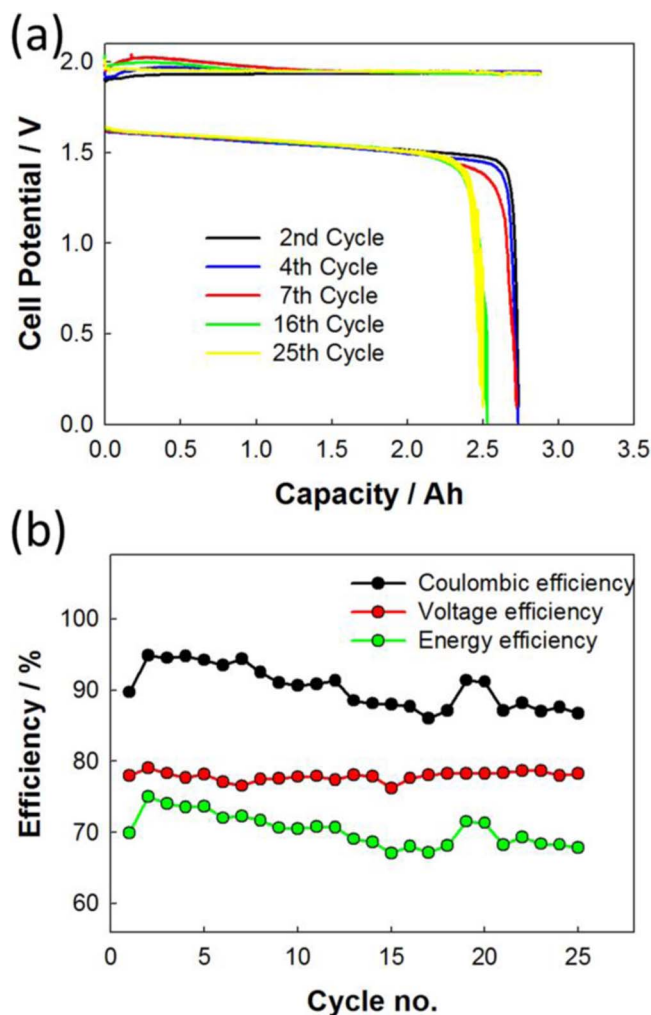 (a)
2.0
1.5
1.0
0.5
0.0
Cell Potential / V
2nd Cycle
4th Cycle
7th Cycle
16th Cycle
25th Cycle
0.0 0.5 1.0 1.5 2.0 2.5 3.0 3.5
Capacity / Ah
(b)
100
90
80
70
60
Efficiency / %
Coulombic efficiency
Voltage efficiency
Energy efficiency
0 5 10 15 20 25
Cycle no.